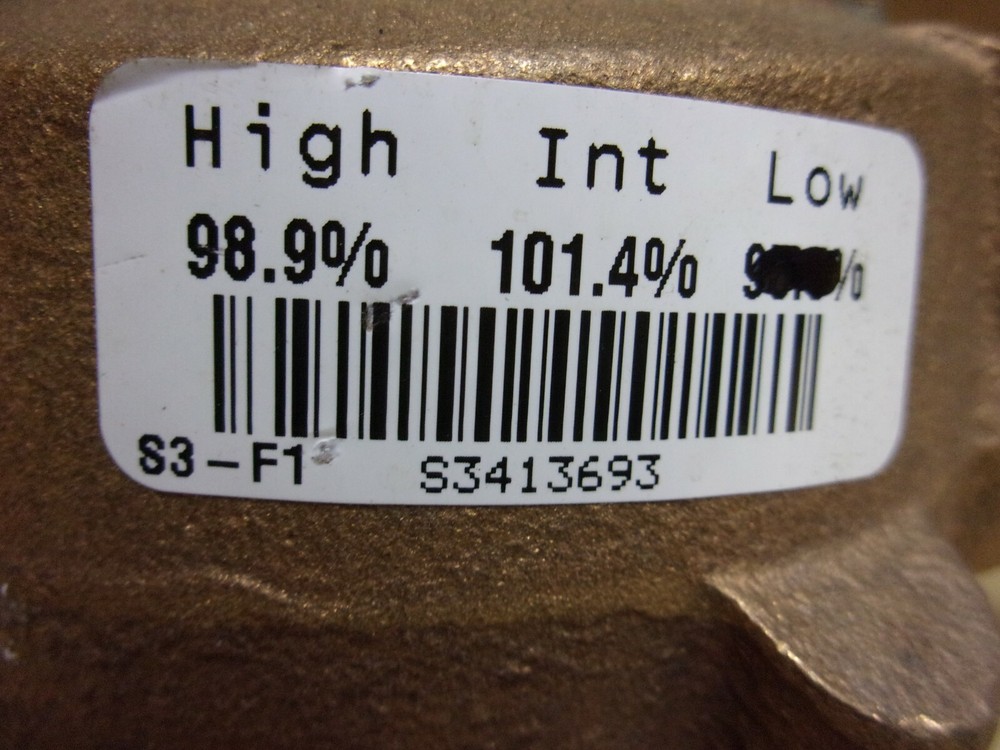 High Int Low
98.9% 101.4%
S3-F1 S3413693